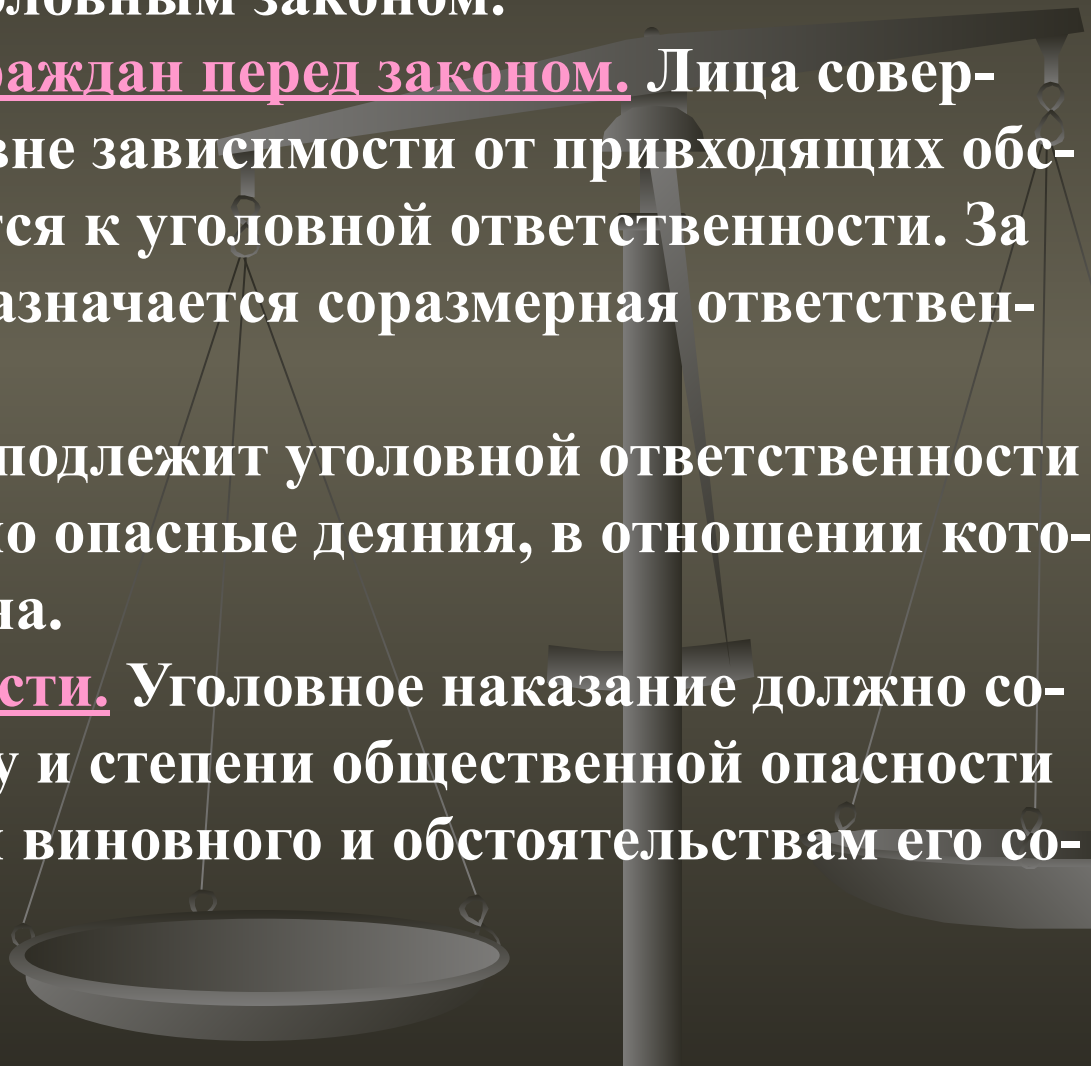 оловным законом.
раждан перед законом. Лица совер-
вне зависимости от привходящих обс-
тся к уголовной ответственности. За
азначается соразмерная ответствен-
подлежит уголовной ответственности
но опасные деяния, в отношении кото-
на.
сти. Уголовное наказание должно со-
у и степени общественной опасности
и виновного и обстоятельствам его со-